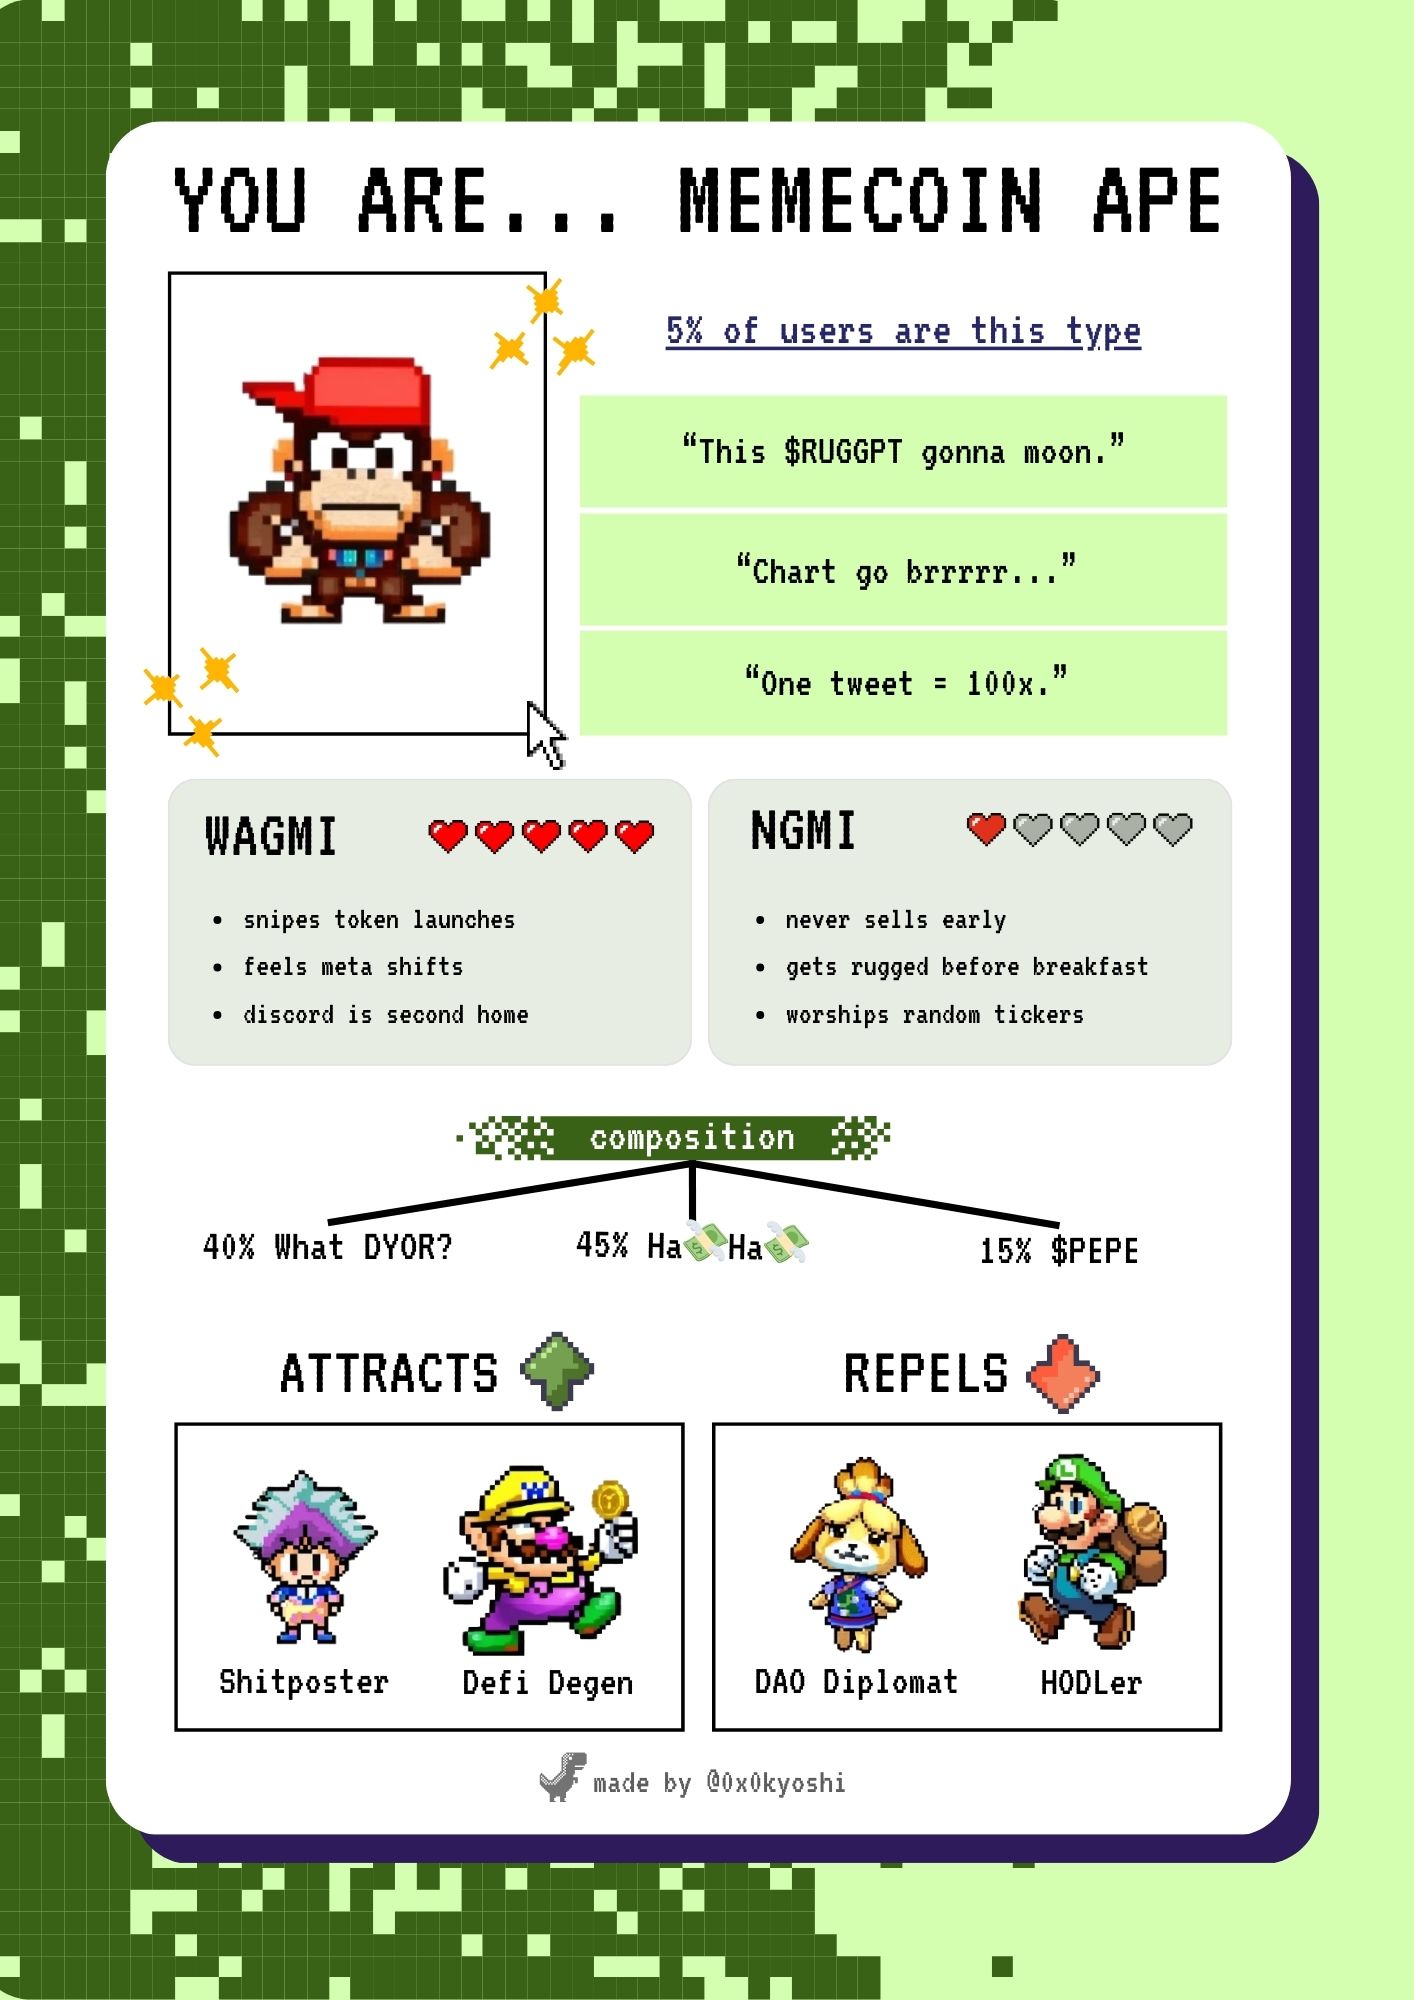 YOU ARE... MEMECOIN APE
5% of users are this type
“This $RUGGPT gonna moon.”
“Chart go brrrrr...”
“One tweet = 100x.”
WAGMI
• snipes token launches
• feels meta shifts
• discord is second home
NGMI
• never sells early
• gets rugged before breakfast
• worships random tickers
composition
40% What DYOR?
45% Ha💸Ha💸
15% $PEPE
ATTRACTS
Shitposter
Defi Degen
REPELS
DAO Diplomat
HODLer
made by @0x0kyoshi